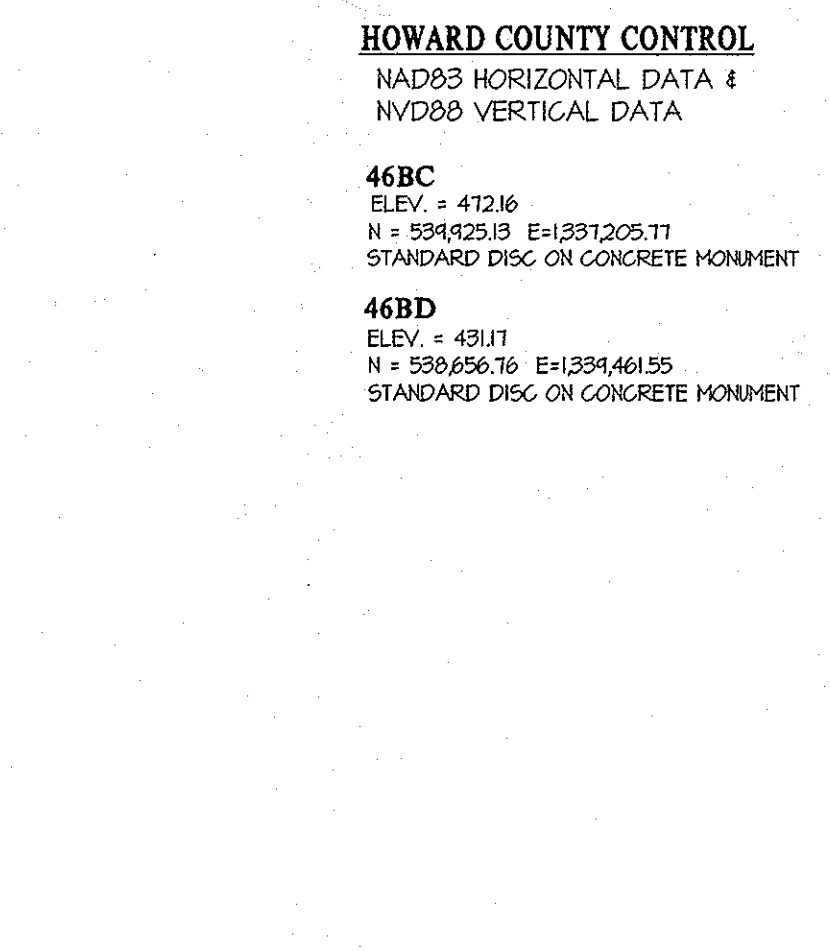 HOWARD COUNTY CONTROL
NAD83 HORIZONTAL DATA &
NVD88 VERTICAL DATA
46BC
ELEV. = 472.16
N = 539,925.13 E=1,337,205.77
STANDARD DISC ON CONCRETE MONUMENT
46BD
ELEV. = 431.17
N = 538,656.76 E=1,339,461.55
STANDARD DISC ON CONCRETE MONUMENT